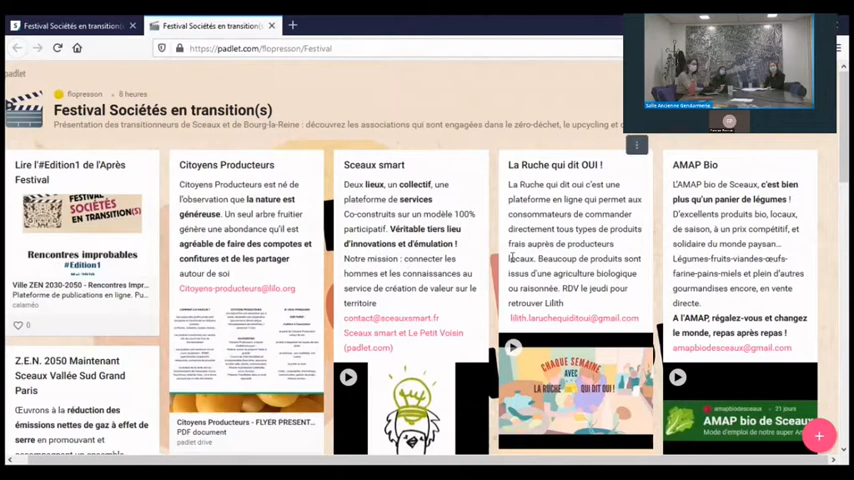 Festival Sociétés en transition(s)
Festival Sociétés en transition(s)
https://padlet.com/flopresson/Festival
padlet
flopresson
8 heures
Festival Sociétés en transition(s)
Présentation des transitionneurs de Sceaux et de Bourg-la-Reine : découvrez les associations qui sont engagées dans le zéro-déchet, le upcycling et
Salle Ancienne Gendarmerie
Lire l'#Edition1 de l'Après
Festival
FESTIVAL
SOCIÉTÉS
EN TRANSITION(S)
Rencontres improbables
#Edition1
Ville ZEN 2030-2050 - Rencontres Impr...
Plateforme de publications en ligne. Par...
calaméo
0
Z.E.N. 2050 Maintenant
Sceaux Vallée Sud Grand
Paris
Œuvrons à la réduction des
émissions nettes de gaz à effet de
serre en promouvant et
accompagnant un ensemble
Citoyens Producteurs
Citoyens Producteurs est né de
l'observation que la nature est
généreuse. Un seul arbre fruitier
génère une abondance qu'il est
agréable de faire des compotes et
confitures et de les partager
autour de soi
Citoyens-producteurs@lilo.org
Citoyens Producteurs - FLYER PRESENT...
PDF document
padlet drive
Sceaux smart
Deux lieux, un collectif, une
plateforme de services
Co-construits sur un modèle 100%
participatif. Véritable tiers lieu
d'innovations et d'émulation !
Notre mission : connecter les
hommes et les connaissances au
service de création de valeur sur le
territoire
contact@sceauxsmart.fr
Sceaux smart et Le Petit Voisin
(padlet.com)
La Ruche qui dit OUI !
La Ruche qui dit oui c'est une
plateforme en ligne qui permet aux
consommateurs de commander
directement tous types de produits
frais auprès de producteurs
locaux. Beaucoup de produits sont
issus d'une agriculture biologique
ou raisonnée. RDV le jeudi pour
retrouver Lilith
lilith.laruchequiditoui@gmail.com
CHAQUE SEMAINE
AVEC
LA RUCHE QUI DIT OUI !
AMAP Bio
L'AMAP bio de Sceaux, c'est bien
plus qu'un panier de légumes !
D'excellents produits bio, locaux,
de saison, à un prix compétitif, et
solidaire du monde paysan...
Légumes-fruits-viandes-œufs-
farine-pains-miels et plein d'autres
gourmandises encore, en vente
directe.
A l'AMAP, régalez-vous et changez
le monde, repas après repas !
amapbiodesceaux@gmail.com
amapbiodesceaux
21 jours
AMAP bio de Sceaux
Mode d'emploi de notre super